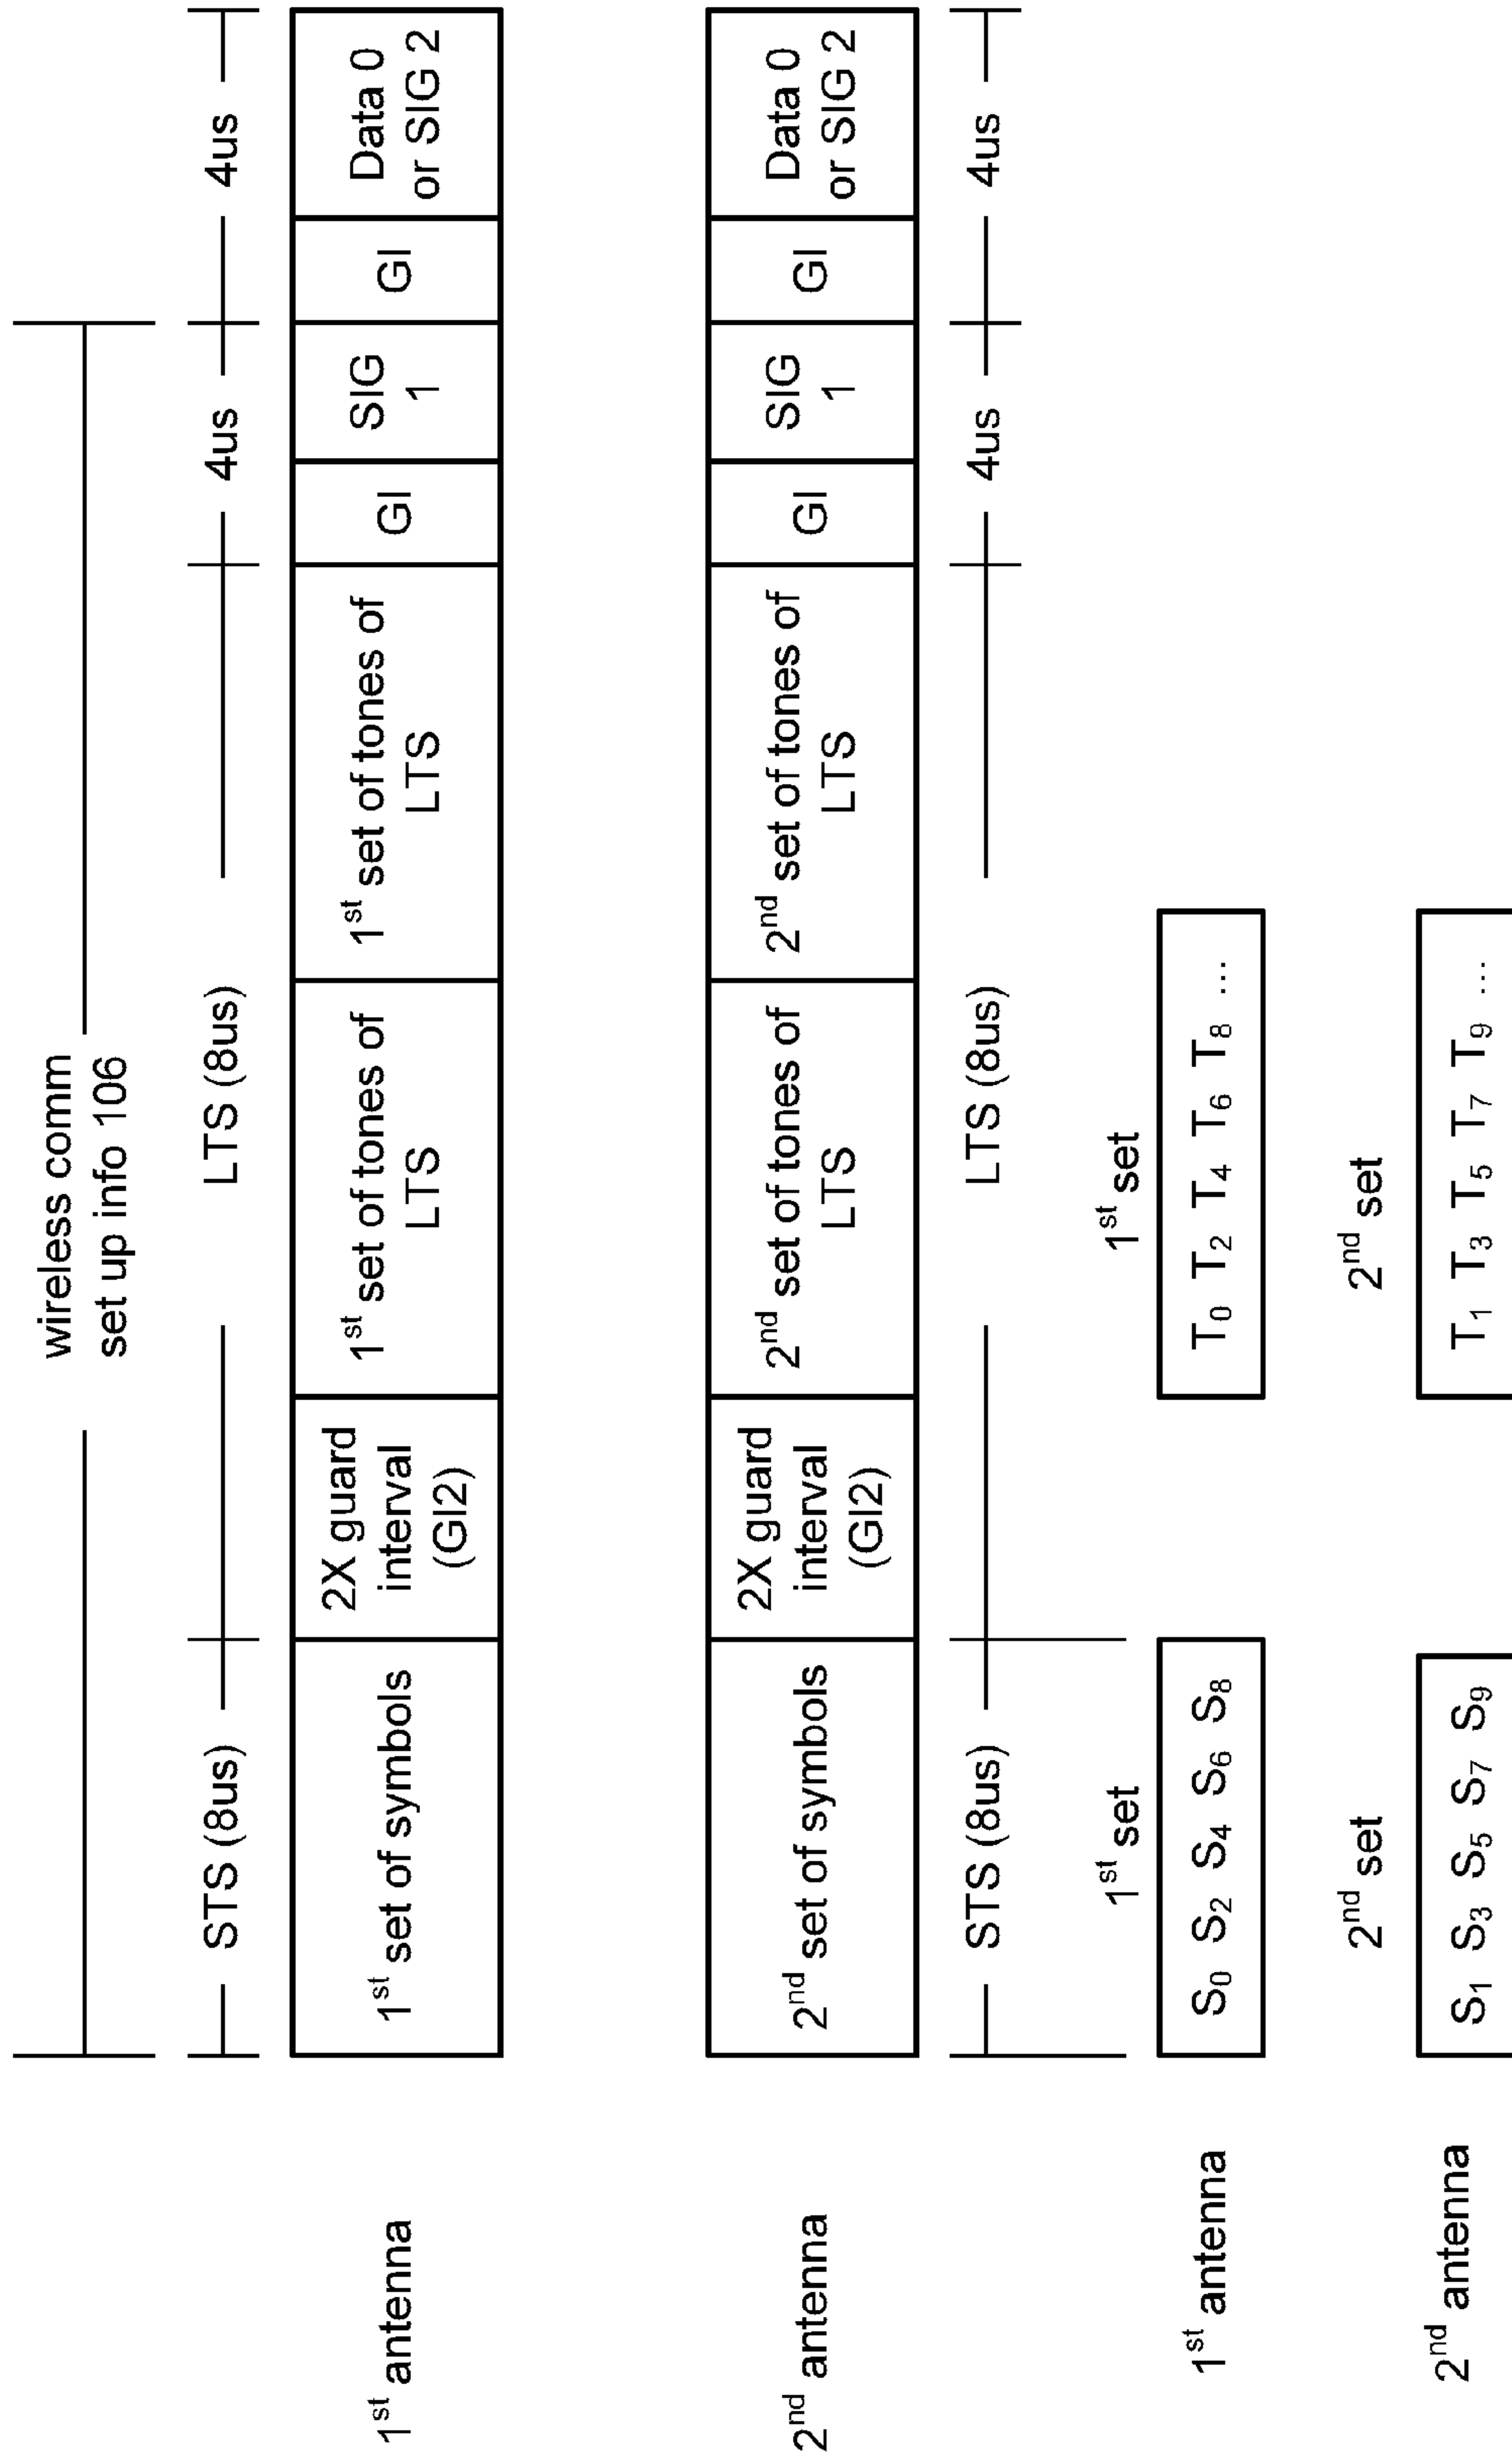 wireless comm
set up info 106
STS (8us)
LTS (8us)
4us
4us
1st antenna
1st set of symbols
2X guard
interval
(GI2)
1st set of tones of
LTS
1st set of tones of
LTS
GI
SIG
1
GI
Data 0
or SIG 2
2nd antenna
2nd set of symbols
2X guard
interval
(GI2)
2nd set of tones of
LTS
2nd set of tones of
LTS
GI
SIG
1
GI
Data 0
or SIG 2
STS (8us)
LTS (8us)
4us
4us
1st set
1st set
1st antenna
S0 S2 S4 S6 S8
T0 T2 T4 T6 T8 ...
2nd set
2nd set
2nd antenna
S1 S3 S5 S7 S9
T1 T3 T5 T7 T9 ...